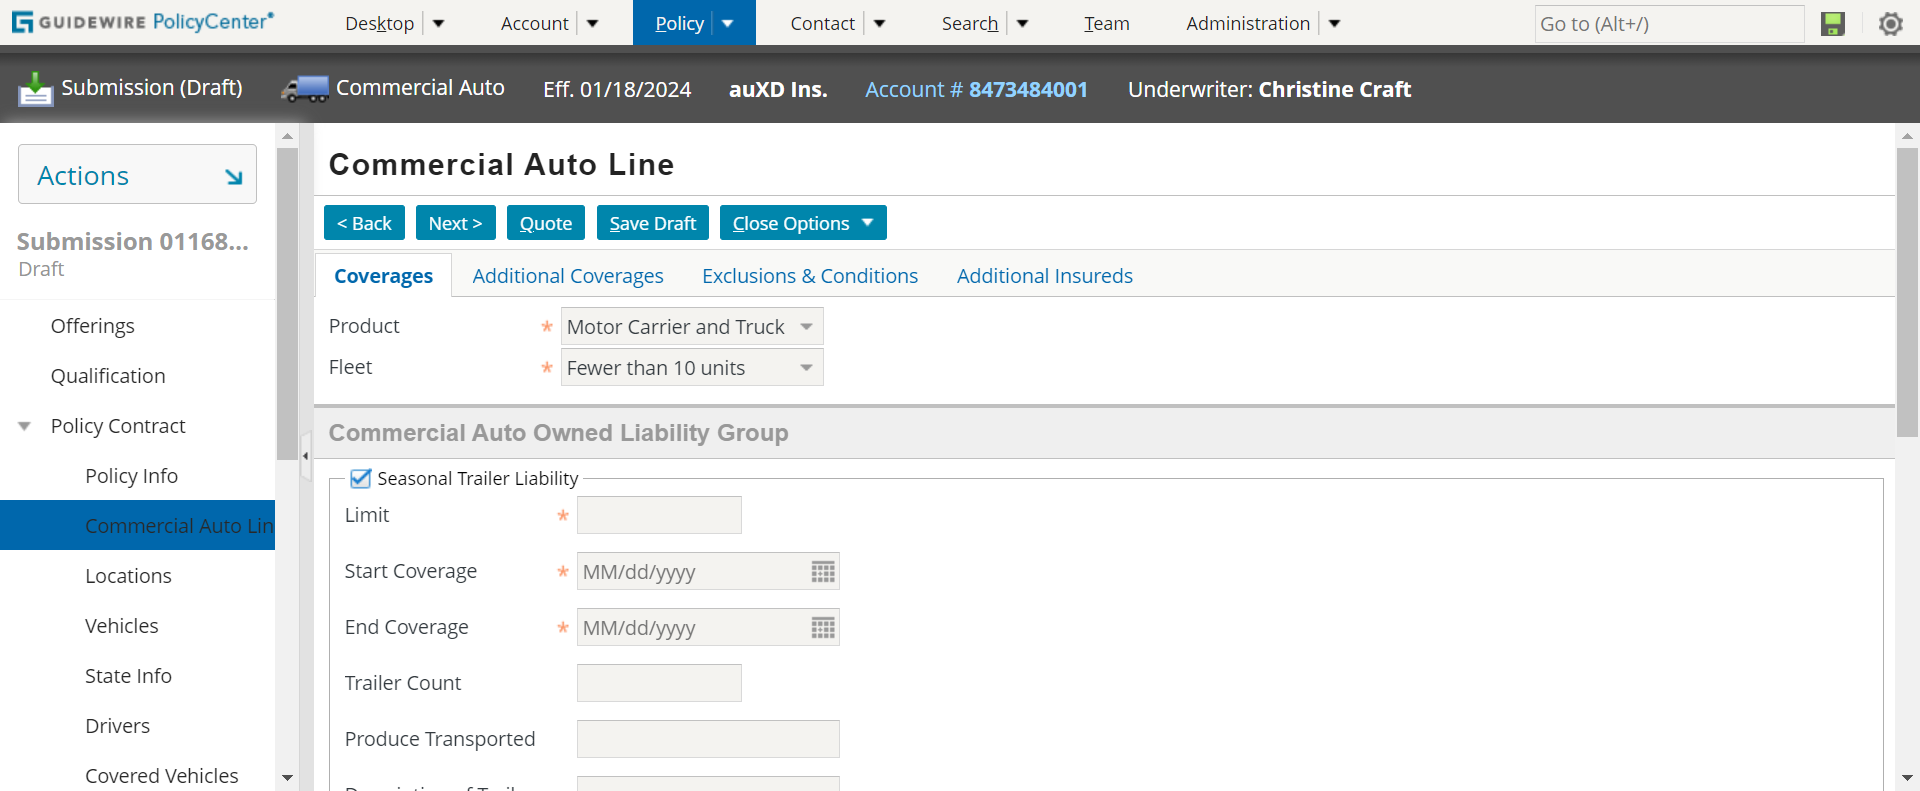 GUIDEWIRE PolicyCenter®
Desktop
Account
Policy
Contact
Search
Team
Administration
Go to (Alt+/)
Submission (Draft)
Commercial Auto
Eff. 01/18/2024
auXD Ins.
Account # 8473484001
Underwriter: Christine Craft
Actions
Submission 01168...
Draft
Offerings
Qualification
Policy Contract
Policy Info
Commercial Auto Lin
Locations
Vehicles
State Info
Drivers
Covered Vehicles
Commercial Auto Line
< Back
Next >
Quote
Save Draft
Close Options
Coverages
Additional Coverages
Exclusions & Conditions
Additional Insureds
Product * Motor Carrier and Truck
Fleet * Fewer than 10 units
Commercial Auto Owned Liability Group
Seasonal Trailer Liability
Limit *
Start Coverage * MM/dd/yyyy
End Coverage * MM/dd/yyyy
Trailer Count
Produce Transported